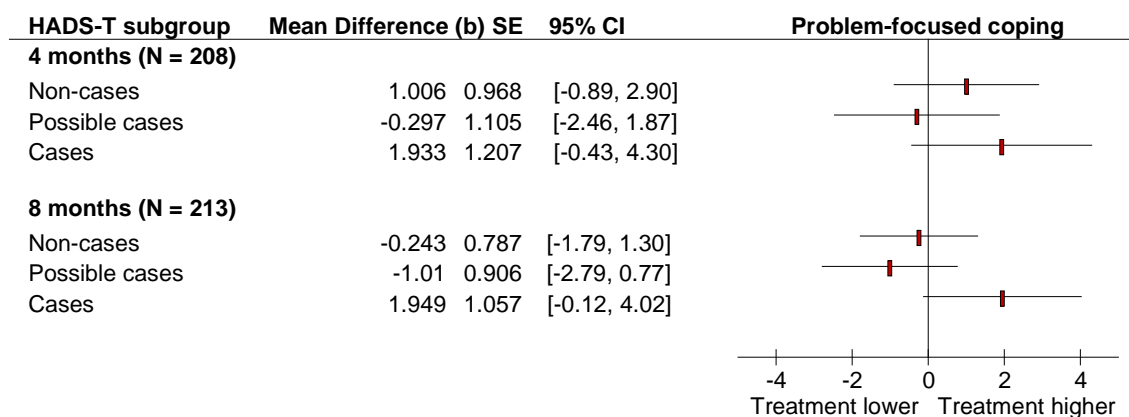 HADS-T subgroup Mean Difference (b) SE 95% CI Problem-focused coping
4 months (N = 208)
Non-cases 1.006 0.968 [-0.89, 2.90]
Possible cases -0.297 1.105 [-2.46, 1.87]
Cases 1.933 1.207 [-0.43, 4.30]
8 months (N = 213)
Non-cases -0.243 0.787 [-1.79, 1.30]
Possible cases -1.01 0.906 [-2.79, 0.77]
Cases 1.949 1.057 [-0.12, 4.02]
-4 -2 0 2 4
Treatment lower Treatment higher